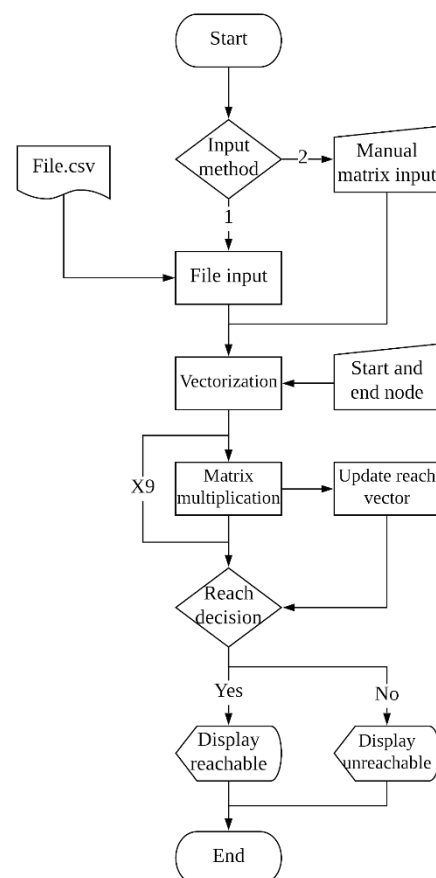 Start
Input
method
2
Manual
matrix input
File.csv
1
File input
Vectorization
Start and
end node
X9
Matrix
multiplication
Update reach
vector
Reach
decision
Yes
No
Display
reachable
Display
unreachable
End